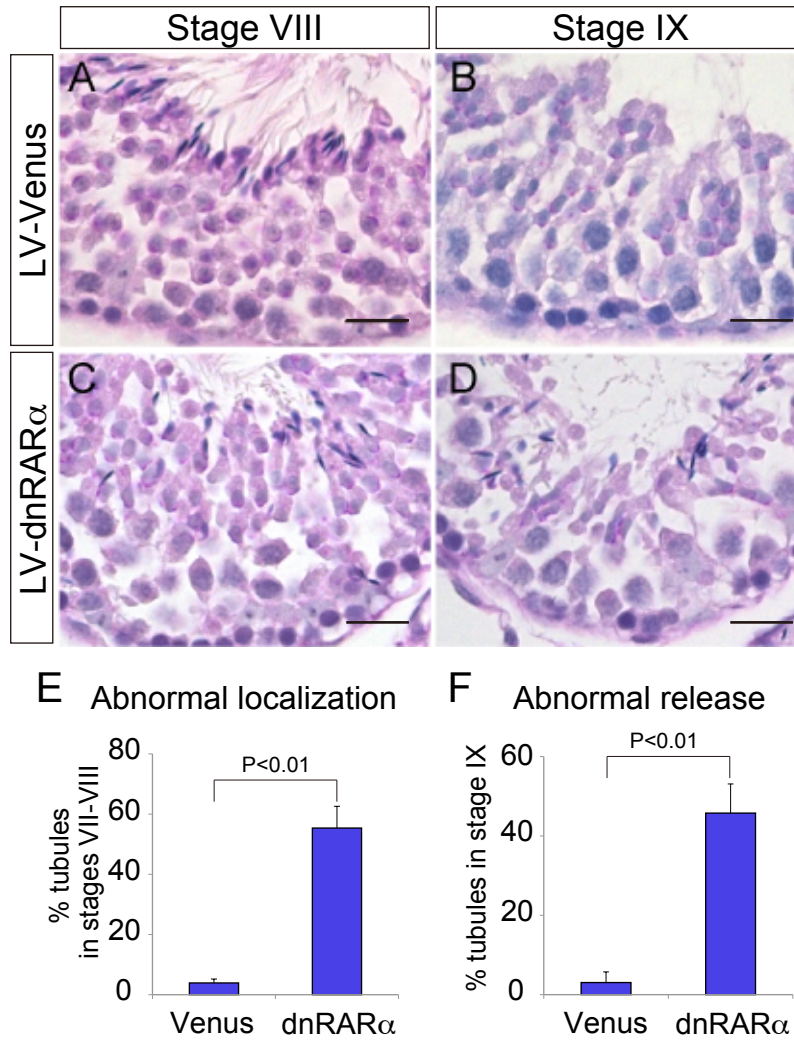 Stage VIII
Stage IX
LV-Venus
A
B
LV-dnRARα
C
D
E Abnormal localization
% tubules
in stages VII-VIII
80
60
40
20
0
P<0.01
Venus
dnRARα
F Abnormal release
% tubules in stage IX
60
40
20
0
P<0.01
Venus
dnRARα